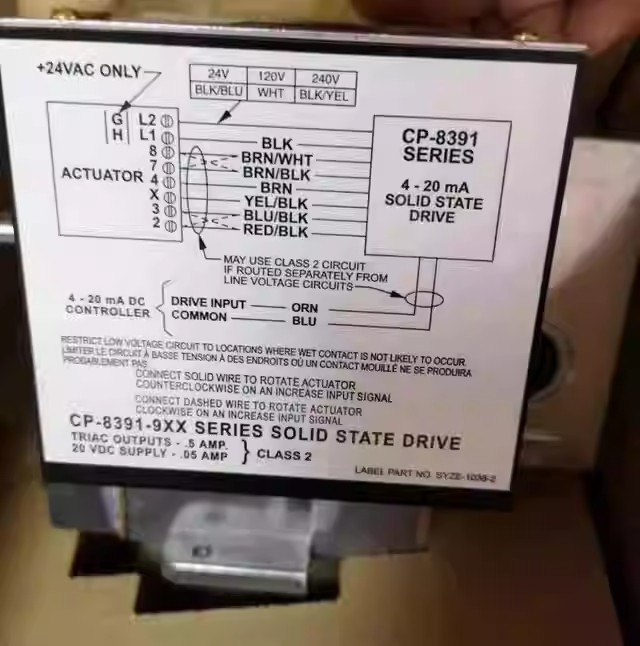 +24VAC ONLY
24V 120V 240V
BLK/BLU WHT BLK/YEL
G L2
H L1
8
7
4
X
3
2
ACTUATOR
BLK
BRN/WHT
BRN/BLK
BRN
YEL/BLK
BLU/BLK
RED/BLK
CP-8391
SERIES
4 - 20 mA
SOLID STATE
DRIVE
MAY USE CLASS 2 CIRCUIT
IF ROUTED SEPARATELY FROM
LINE VOLTAGE CIRCUITS
4 - 20 mA DC
CONTROLLER
DRIVE INPUT ORN
COMMON BLU
RESTRICT LOW VOLTAGE CIRCUIT TO LOCATIONS WHERE WET CONTACT IS NOT LIKELY TO OCCUR
LIMITER LE CIRCUIT À BASSE TENSION À DES ENDROITS OÙ UN CONTACT MOUILLÉ NE SE PRODUIRA
PROBABLEMENT PAS
CONNECT SOLID WIRE TO ROTATE ACTUATOR
COUNTERCLOCKWISE ON AN INCREASE INPUT SIGNAL
CONNECT DASHED WIRE TO ROTATE ACTUATOR
CLOCKWISE ON AN INCREASE INPUT SIGNAL
CP-8391-9XX SERIES SOLID STATE DRIVE
TRIAC OUTPUTS - .5 AMP.
20 VDC SUPPLY - .05 AMP
CLASS 2
LABEL PART NO. SYZE-1038-2